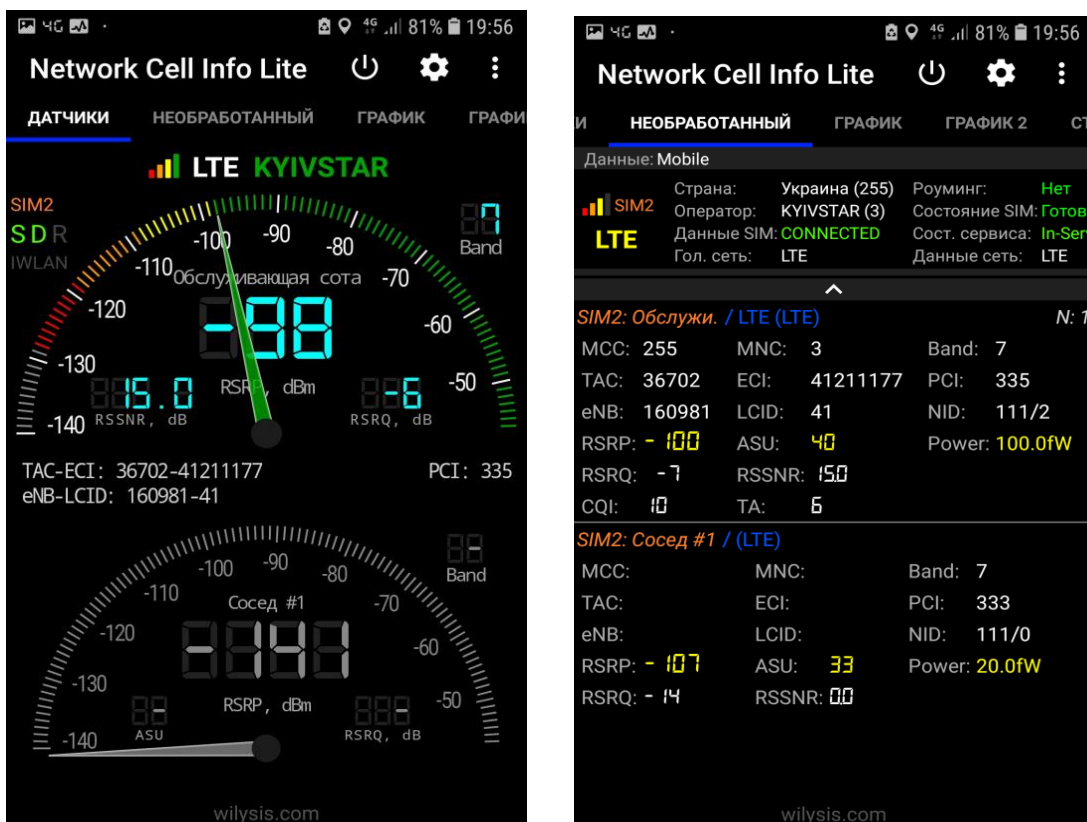 4G 81% 19:56
Network Cell Info Lite
ДАТЧИКИ НЕОБРАБОТАННЫЙ ГРАФИК ГРАФИ
LTE KYIVSTAR
SIM2
SDR
IWLAN
7
Band
-140 -130 -120 -110 -100 -90 -80 -70 -60 -50
Обслуживающая сота
-98
RSRP, dBm
15.0
RSSNR, dB
-6
RSRQ, dB
TAC-ECI: 36702-41211177 PCI: 335
eNB-LCID: 160981-41
-
Band
-140 -130 -120 -110 -100 -90 -80 -70 -60 -50
Сосед #1
-141
RSRP, dBm
-
ASU
-
RSRQ, dB
wilysis.com
4G 81% 19:56
Network Cell Info Lite
И НЕОБРАБОТАННЫЙ ГРАФИК ГРАФИК 2 СТ
Данные: Mobile
SIM2
LTE
Страна: Украина (255) Роуминг: Нет
Оператор: KYIVSTAR (3) Состояние SIM: Готов
Данные SIM: CONNECTED Сост. сервиса: In-Ser
Гол. сеть: LTE Данные сеть: LTE
SIM2: Обслужи. / LTE (LTE) N: 1
MCC: 255 MNC: 3 Band: 7
TAC: 36702 ECI: 41211177 PCI: 335
eNB: 160981 LCID: 41 NID: 111/2
RSRP: -100 ASU: 40 Power: 100.0fW
RSRQ: -7 RSSNR: 15.0
CQI: 10 TA: 6
SIM2: Сосед #1 / (LTE)
MCC: MNC: Band: 7
TAC: ECI: PCI: 333
eNB: LCID: NID: 111/0
RSRP: -107 ASU: 33 Power: 20.0fW
RSRQ: -14 RSSNR: 0.0
wilysis.com